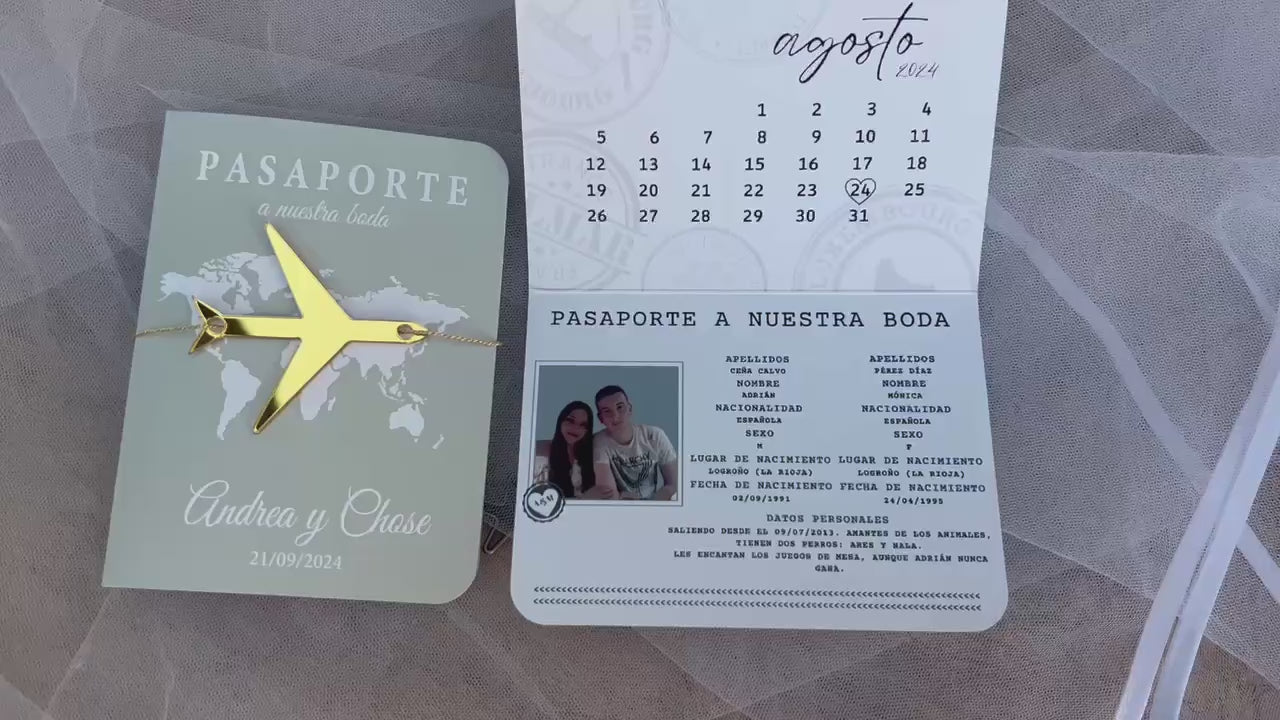 PASAPORTE
a nuestra boda
Andrea y Chose
21/09/2024
agosto
2024
1 2 3 4
5 6 7 8 9 10 11
12 13 14 15 16 17 18
19 20 21 22 23 24 25
26 27 28 29 30 31
PASAPORTE A NUESTRA BODA
APELLIDOS
CEÑA CALVO
NOMBRE
ADRIÁN
NACIONALIDAD
ESPAÑOLA
SEXO
M
LUGAR DE NACIMIENTO
LOGROÑO (LA RIOJA)
FECHA DE NACIMIENTO
02/09/1991
APELLIDOS
PÉREZ DÍAZ
NOMBRE
MÓNICA
NACIONALIDAD
ESPAÑOLA
SEXO
F
LUGAR DE NACIMIENTO
LOGROÑO (LA RIOJA)
FECHA DE NACIMIENTO
24/04/1995
A&M
DATOS PERSONALES
SALIENDO DESDE EL 09/07/2013. AMANTES DE LOS ANIMALES,
TIENEN DOS PERROS: ARES Y NALA.
LES ENCANTAN LOS JUEGOS DE MESA, AUNQUE ADRIÁN NUNCA
GANA.